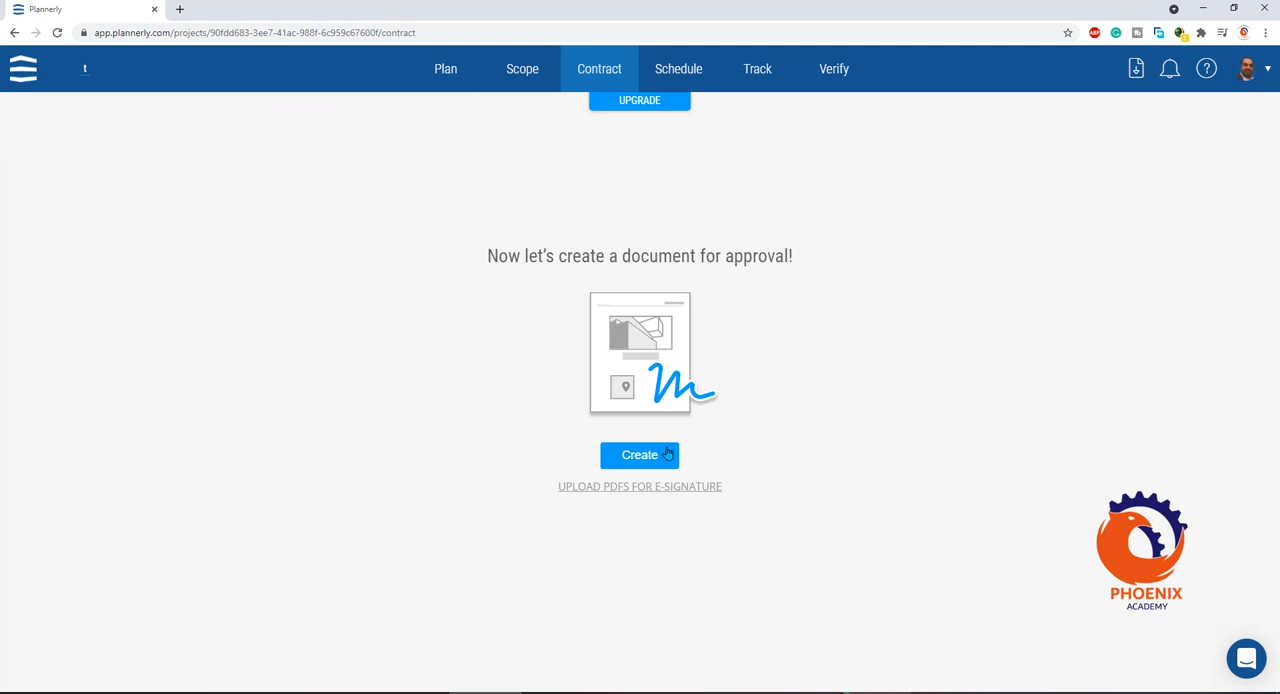 Plannerly
app.plannerly.com/projects/90fdd683-3ee7-41ac-988f-6c959c67600f/contract
ABP
t
Plan
Scope
Contract
Schedule
Track
Verify
UPGRADE
Now let's create a document for approval!
Create
UPLOAD PDFS FOR E-SIGNATURE
PHOENIX
ACADEMY